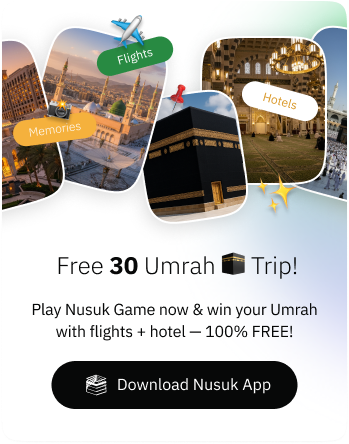 Flights
Hotels
Memories
Free 30 Umrah 🕋 Trip!
Play Nusuk Game now & win your Umrah
with flights + hotel — 100% FREE!
Download Nusuk App